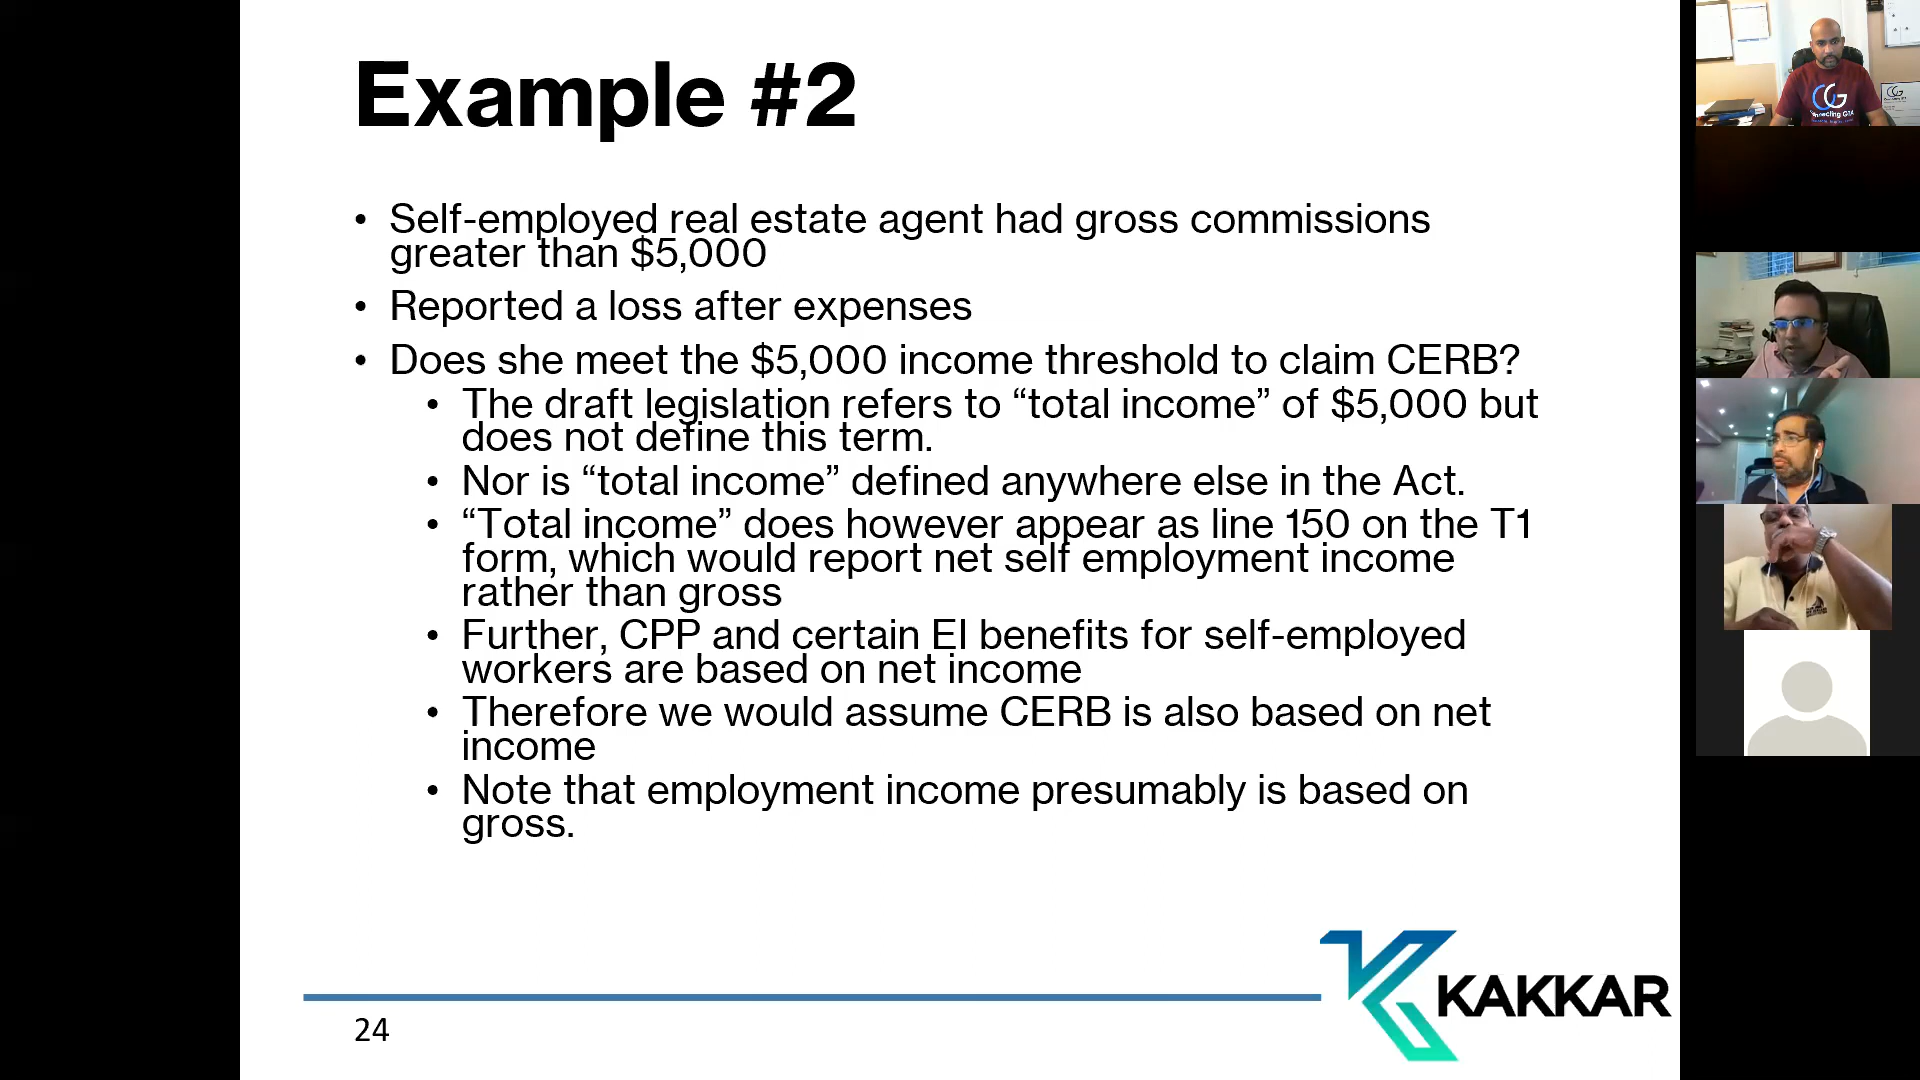 Example #2
• Self-employed real estate agent had gross commissions
greater than $5,000
• Reported a loss after expenses
• Does she meet the $5,000 income threshold to claim CERB?
• The draft legislation refers to “total income” of $5,000 but
does not define this term.
• Nor is “total income” defined anywhere else in the Act.
• “Total income” does however appear as line 150 on the T1
form, which would report net self employment income
rather than gross
• Further, CPP and certain EI benefits for self-employed
workers are based on net income
• Therefore we would assume CERB is also based on net
income
• Note that employment income presumably is based on
gross.
KAKKAR
24